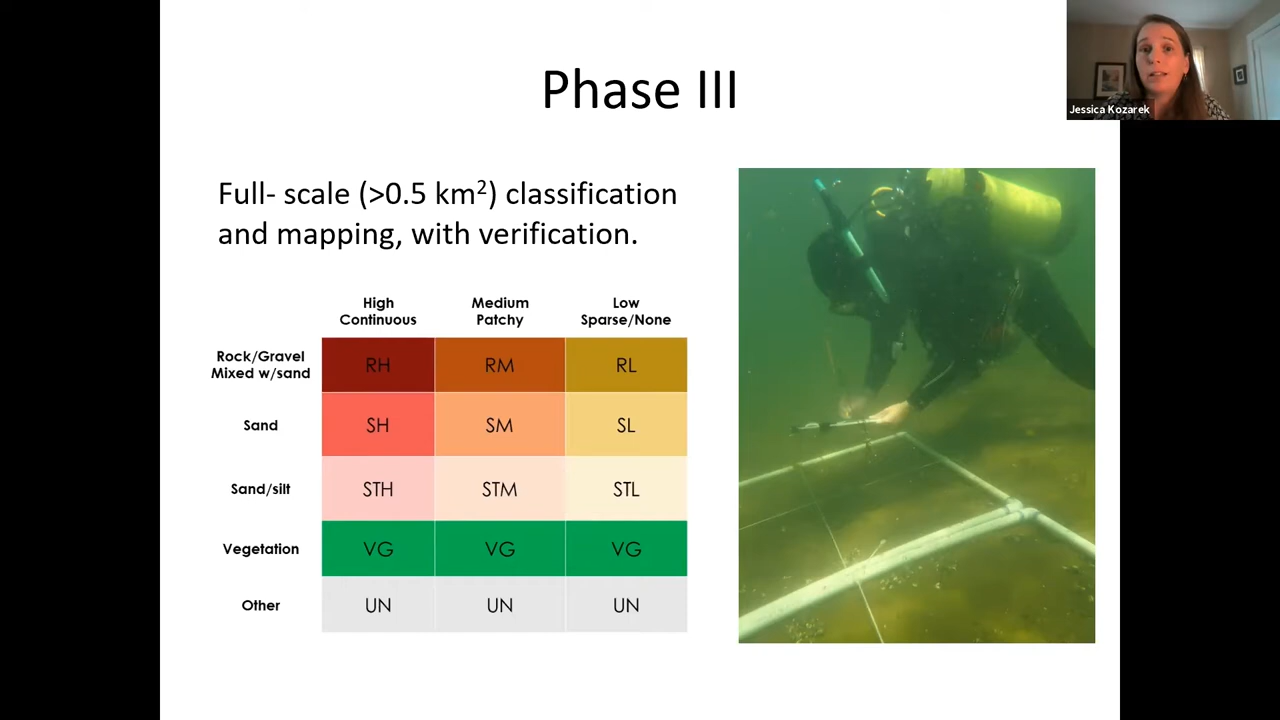 Phase III
Jessica Kozarek
Full- scale (>0.5 km²) classification
and mapping, with verification.
High
Continuous
Medium
Patchy
Low
Sparse/None
Rock/Gravel
Mixed w/sand
RH
RM
RL
Sand
SH
SM
SL
Sand/silt
STH
STM
STL
Vegetation
VG
VG
VG
Other
UN
UN
UN